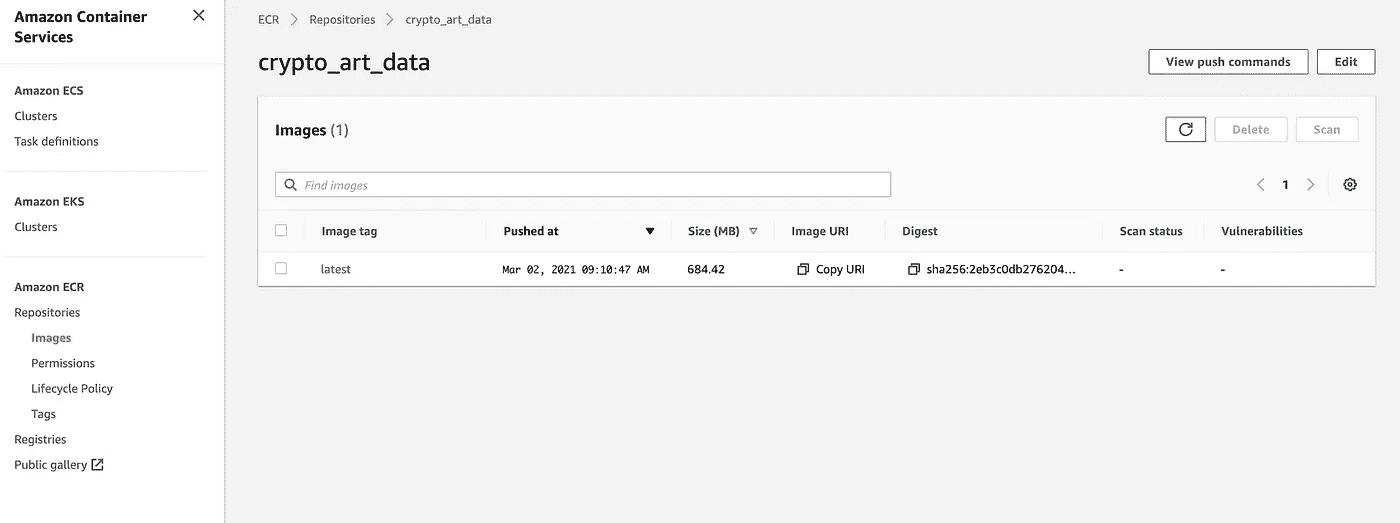 Amazon Container
Services
Amazon ECS
Clusters
Task definitions
Amazon EKS
Clusters
Amazon ECR
Repositories
Images
Permissions
Lifecycle Policy
Tags
Registries
Public gallery
ECR Repositories crypto_art_data
crypto_art_data
View push commands Edit
Images (1)
Delete Scan
Find images
1
Image tag Pushed at Size (MB) Image URI Digest Scan status Vulnerabilities
latest Mar 02, 2021 09:10:47 AM 684.42 Copy URI sha256:2eb3c0db276204... - -